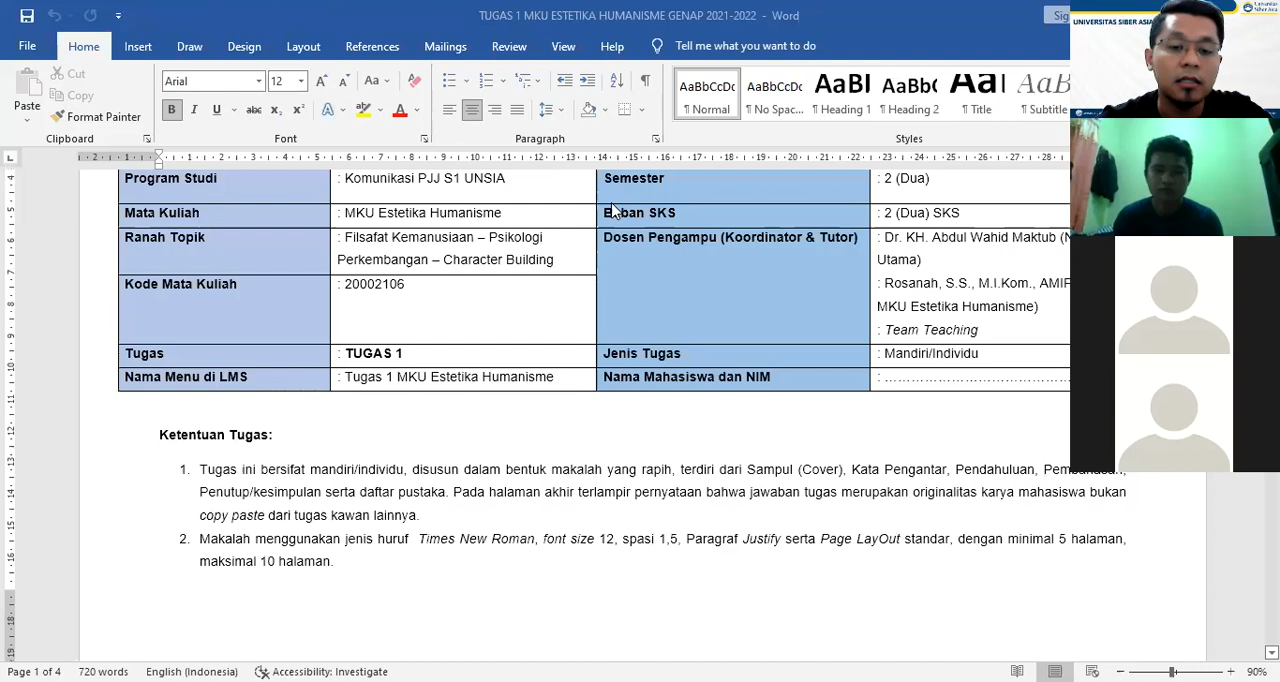 TUGAS 1 MKU ESTETIKA HUMANISME GENAP 2021-2022 - Word
UNIVERSITAS SIBER ASIA
Universitas
Siber Asia
File Home Insert Draw Design Layout References Mailings Review View Help Tell me what you want to do
Paste
Cut
Copy
Format Painter
Clipboard
Arial 12
Font
Paragraph
AaBbCcDc AaBbCcDc AaBbC
¶ Normal ¶ No Spac... ¶ Heading 1 ¶ Heading 2 ¶ Title ¶ Subtitle
Styles
Program Studi : Komunikasi PJJ S1 UNSIA Semester : 2 (Dua)
Mata Kuliah : MKU Estetika Humanisme Beban SKS : 2 (Dua) SKS
Ranah Topik : Filsafat Kemanusiaan – Psikologi Dosen Pengampu (Koordinator & Tutor) : Dr. KH. Abdul Wahid Maktub
Perkembangan – Character Building Utama)
Kode Mata Kuliah : 20002106 : Rosanah, S.S., M.I.Kom., AMIP
MKU Estetika Humanisme)
: Team Teaching
Tugas : TUGAS 1 Jenis Tugas : Mandiri/Individu
Nama Menu di LMS : Tugas 1 MKU Estetika Humanisme Nama Mahasiswa dan NIM : ……………………………
Ketentuan Tugas:
1. Tugas ini bersifat mandiri/individu, disusun dalam bentuk makalah yang rapih, terdiri dari Sampul (Cover), Kata Pengantar, Pendahuluan, Pembahasan,
Penutup/kesimpulan serta daftar pustaka. Pada halaman akhir terlampir pernyataan bahwa jawaban tugas merupakan originalitas karya mahasiswa bukan
copy paste dari tugas kawan lainnya.
2. Makalah menggunakan jenis huruf Times New Roman, font size 12, spasi 1,5, Paragraf Justify serta Page LayOut standar, dengan minimal 5 halaman,
maksimal 10 halaman.
Page 1 of 4 720 words English (Indonesia) Accessibility: Investigate 90%